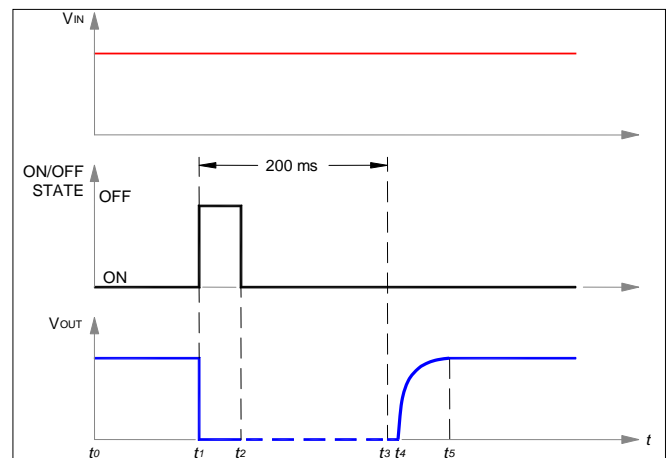 VIN
200 ms
ON/OFF
STATE
OFF
ON
VOUT
t
t0 t1 t2 t3 t4 t5